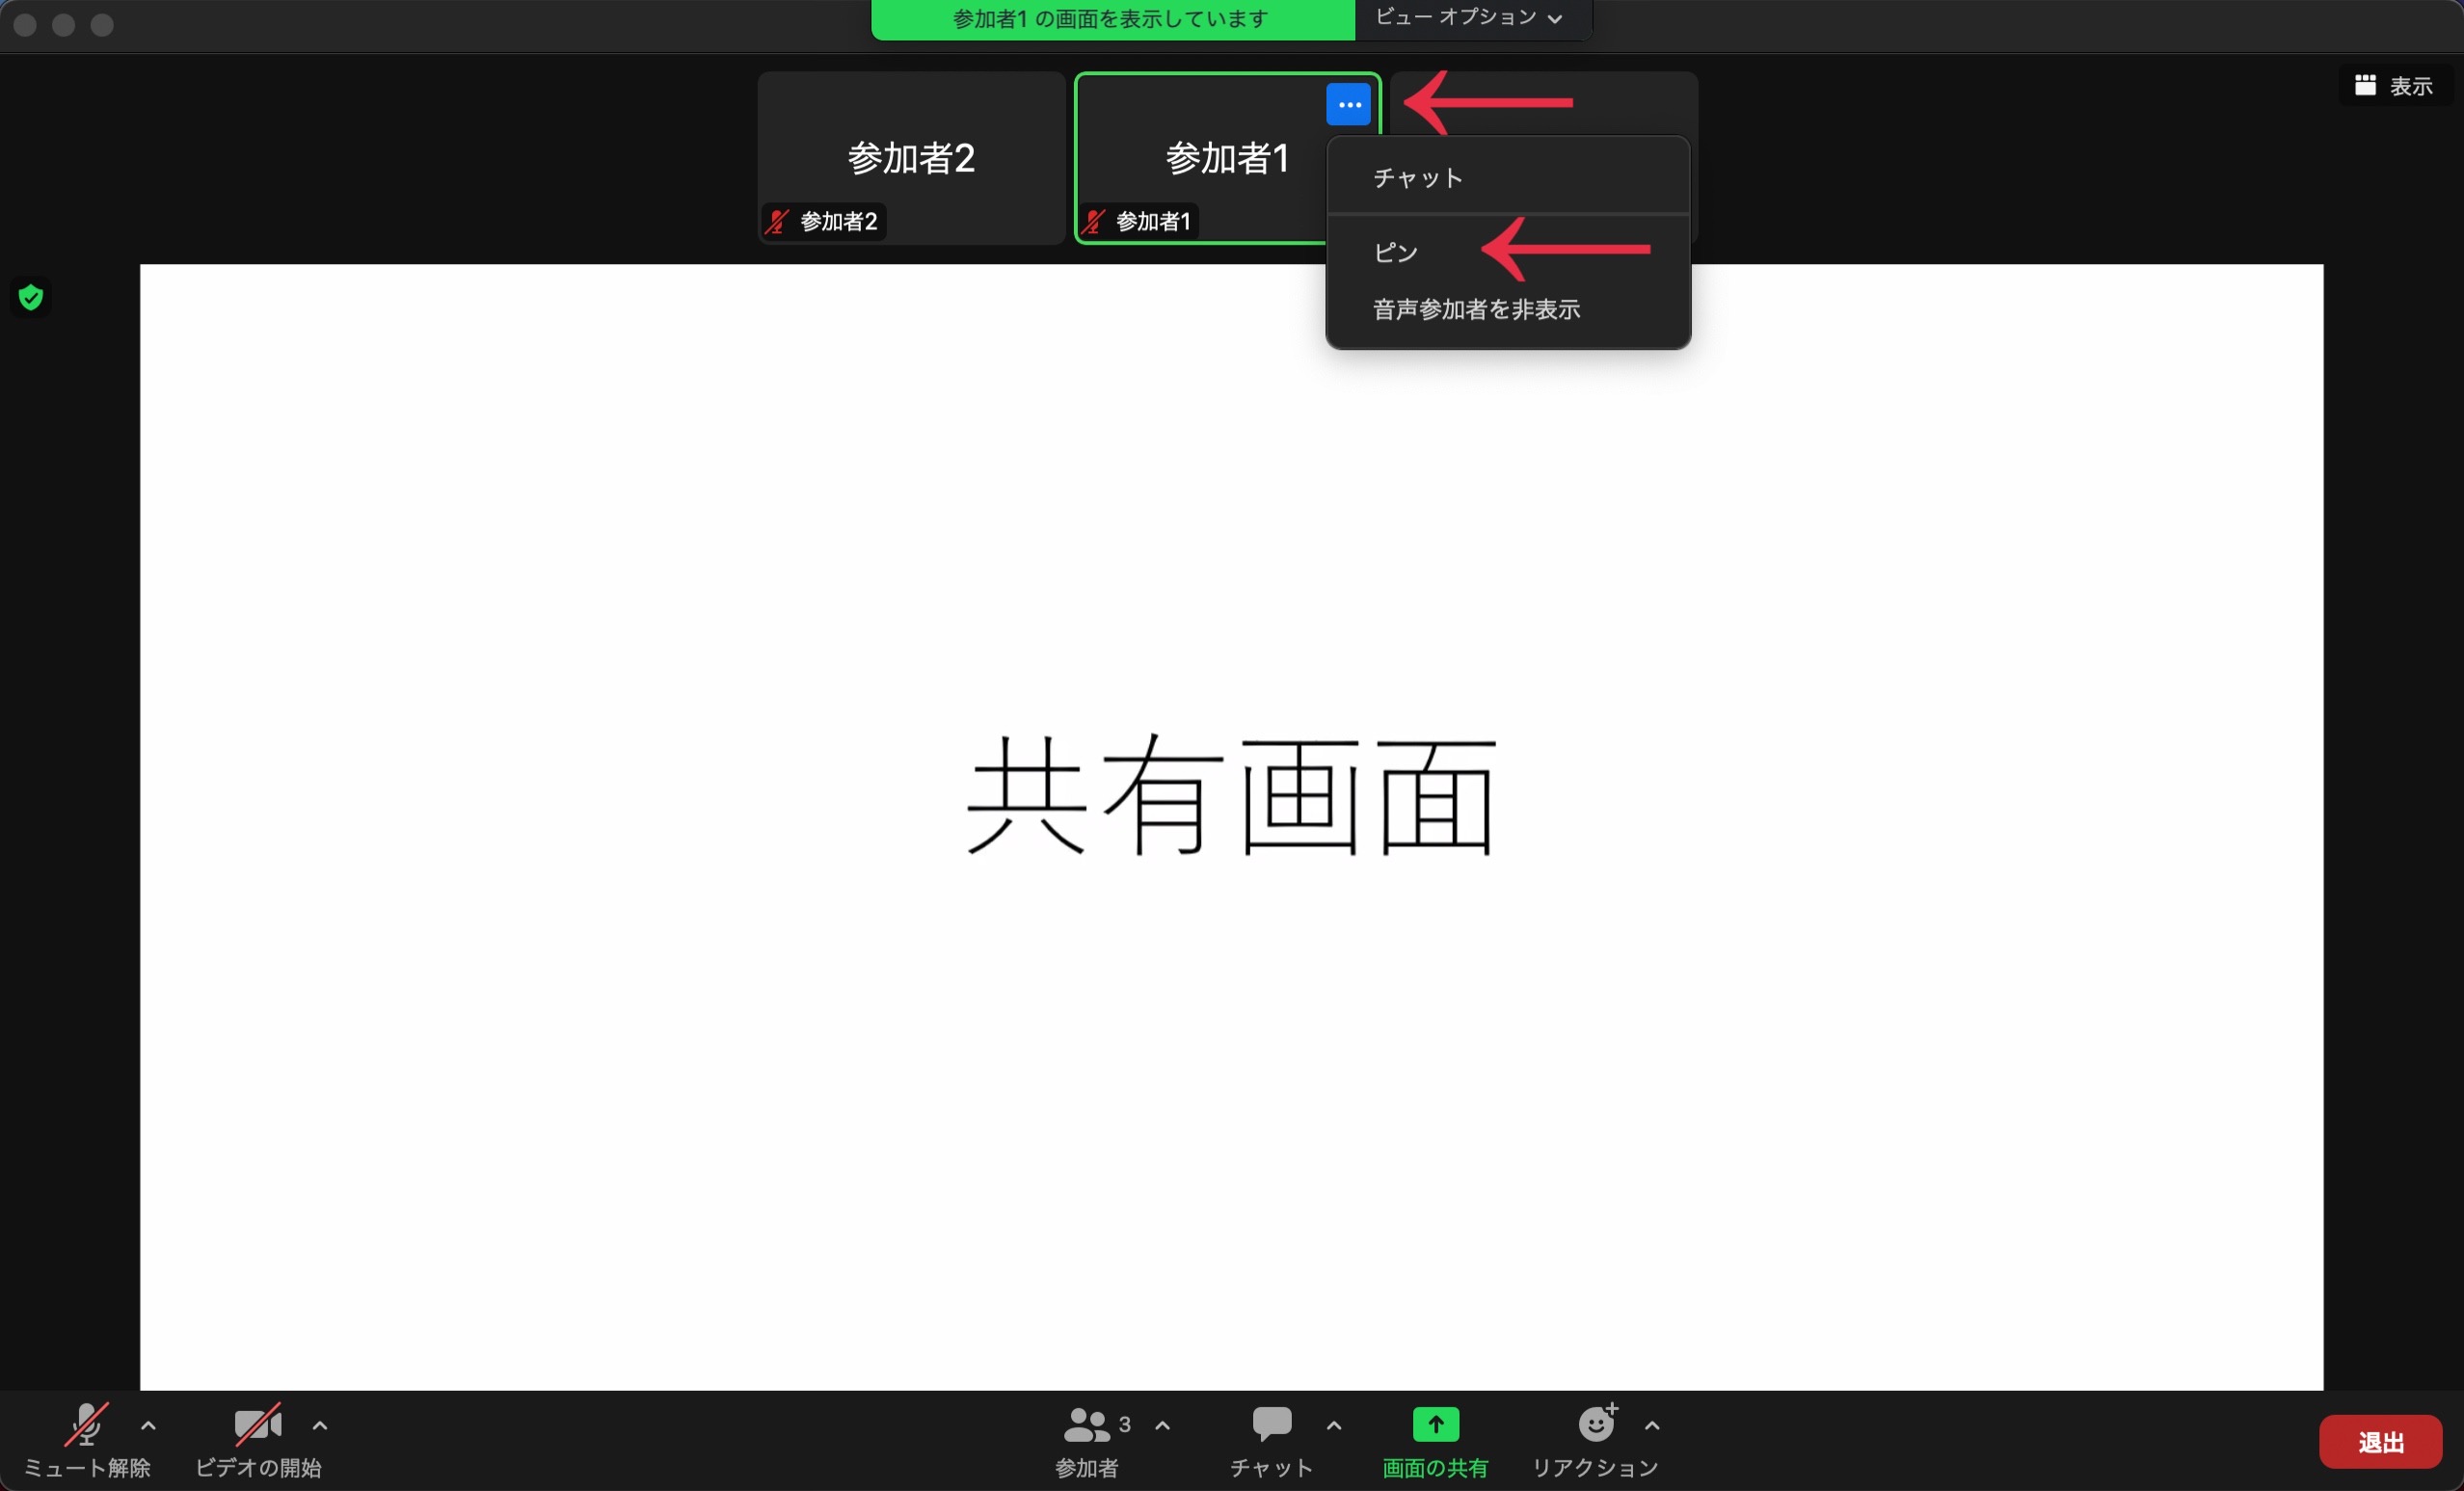 参加者1 の画面を表示しています
ビュー オプション
表示
参加者2
参加者2
参加者1
参加者1
チャット
ピン
音声参加者を非表示
共有画面
ミュート解除
ビデオの開始
3
参加者
チャット
画面の共有
リアクション
退出